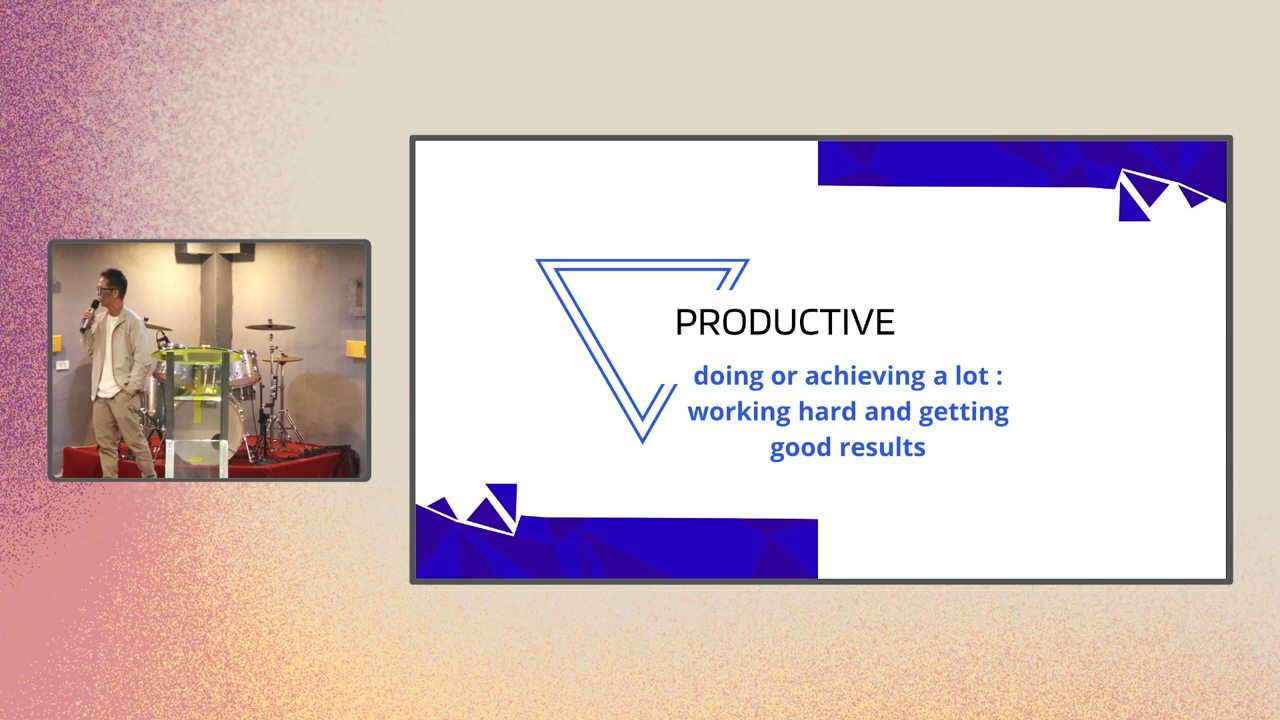 PRODUCTIVE
doing or achieving a lot :
working hard and getting
good results